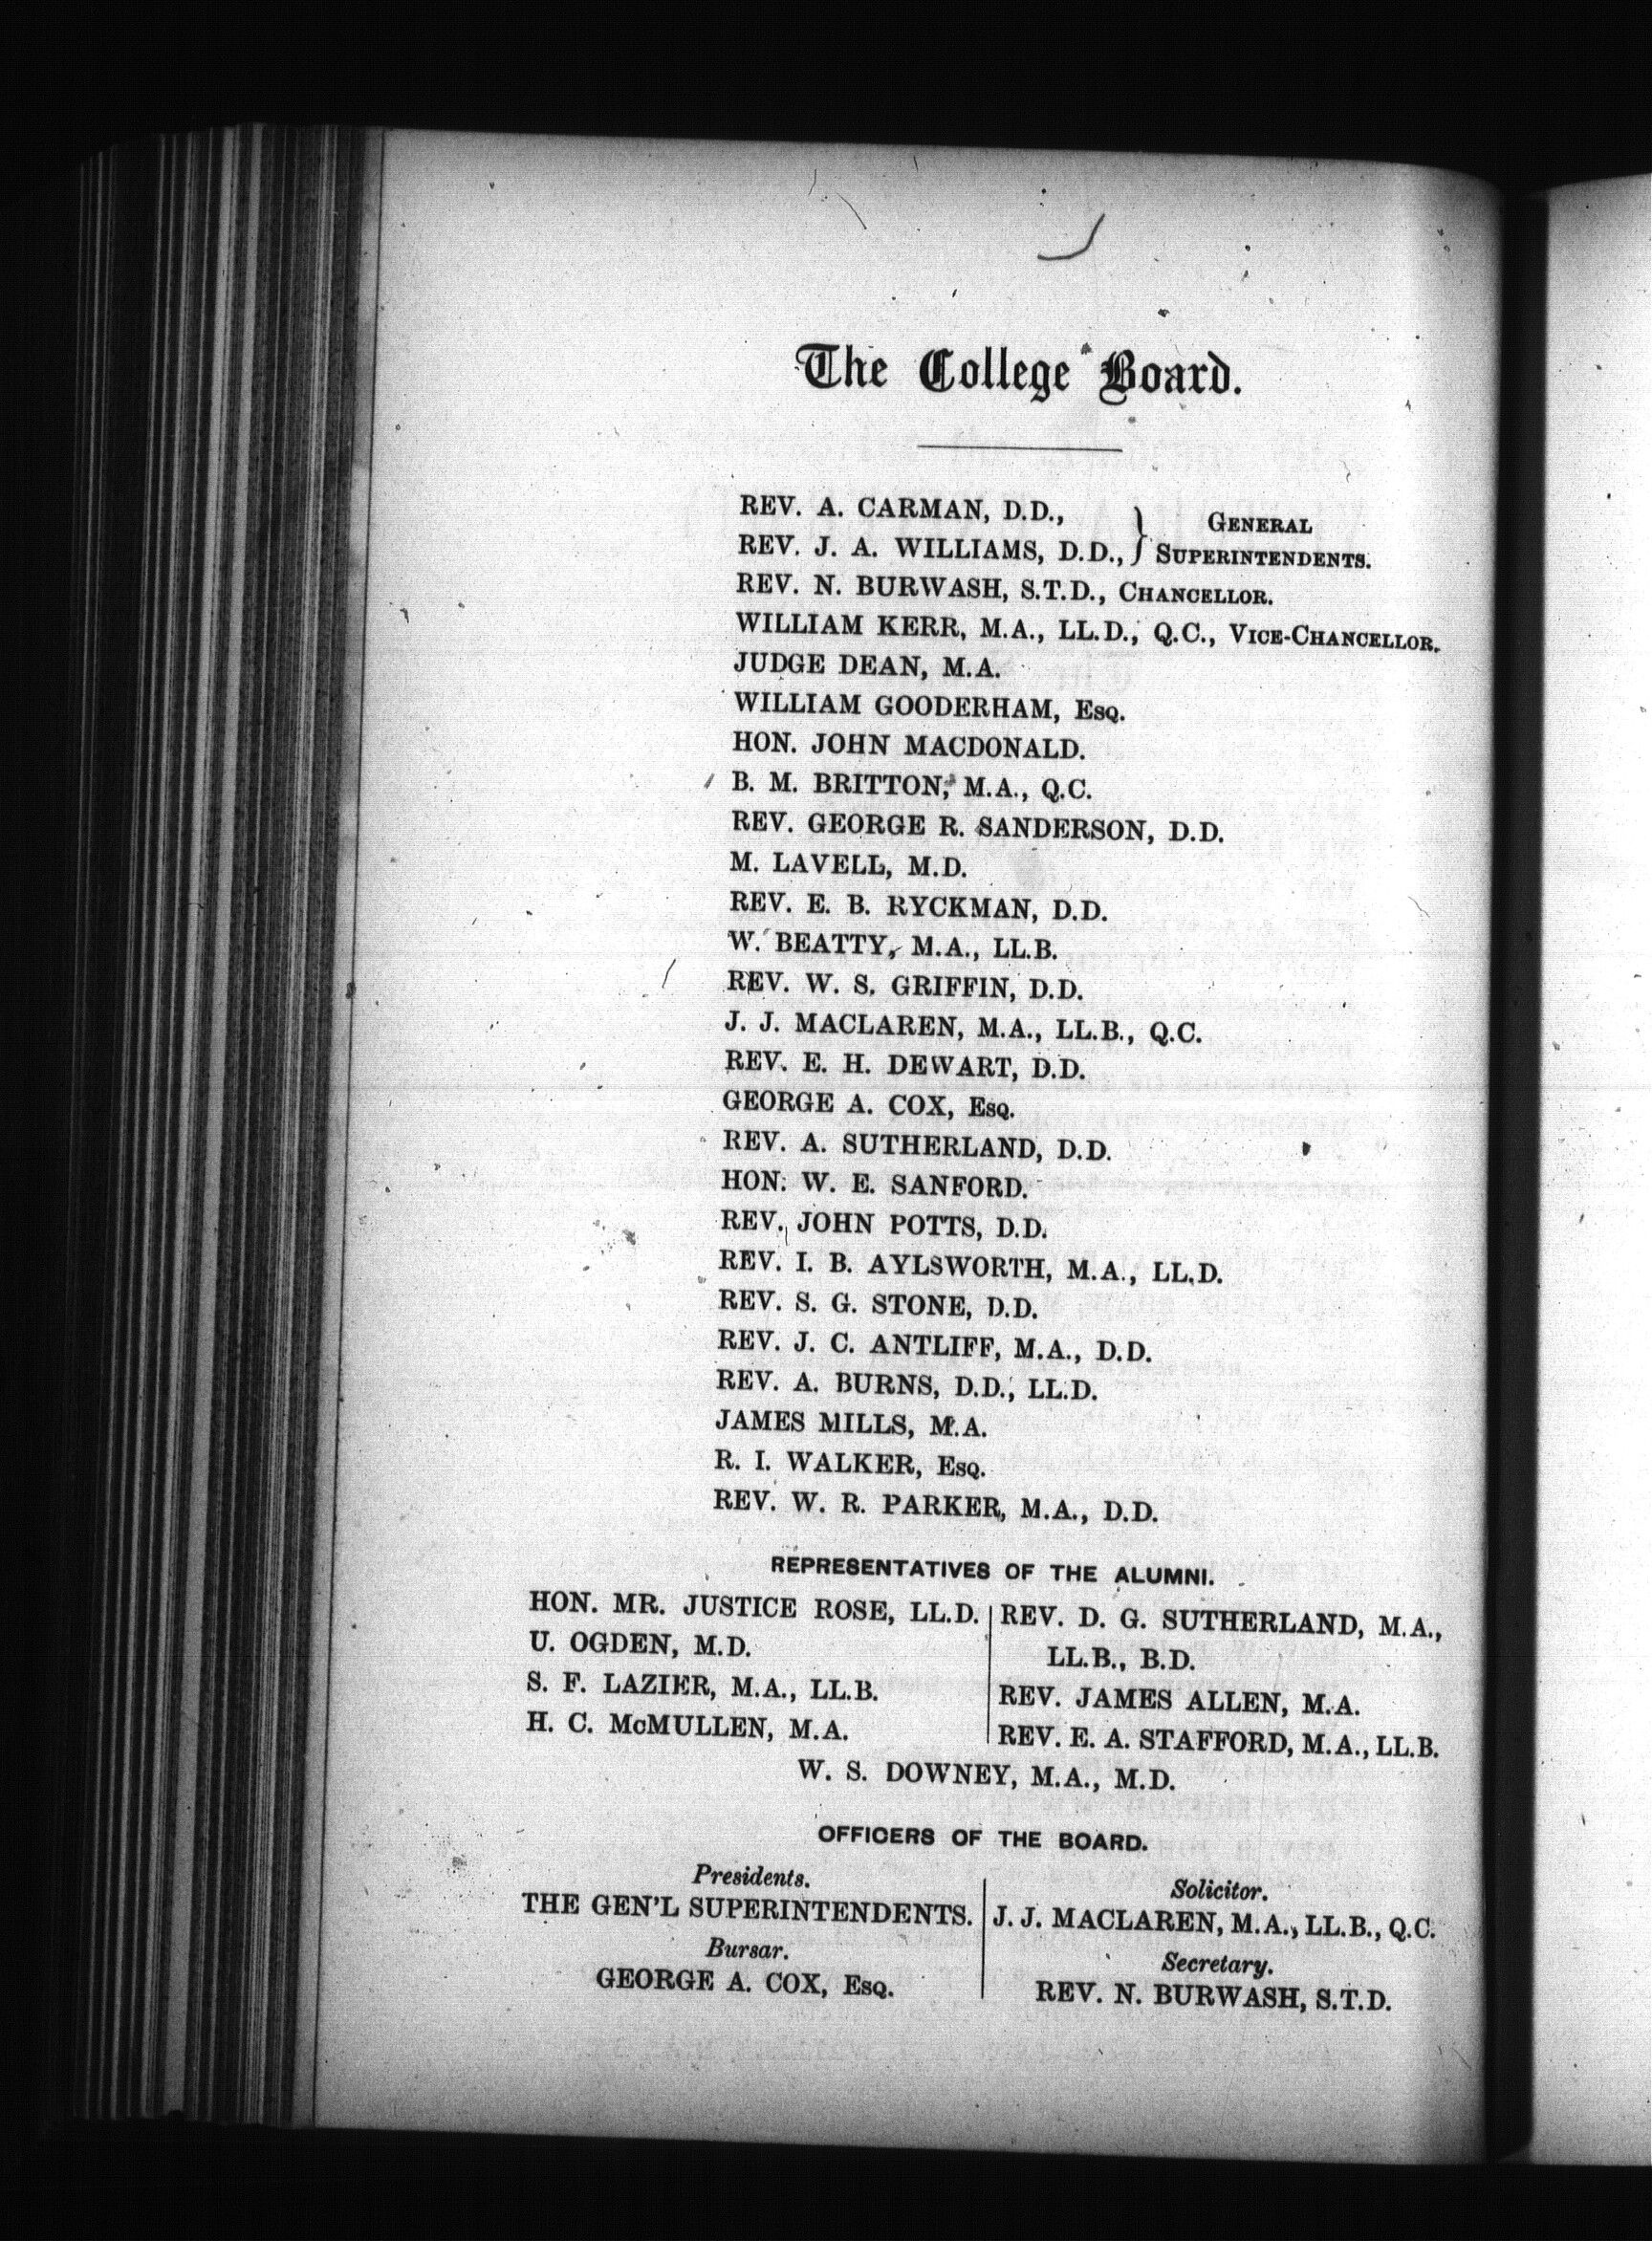 The College Board.
REV. A. CARMAN, D.D.,
REV. J. A. WILLIAMS, D.D., } GENERAL SUPERINTENDENTS.
REV. N. BURWASH, S.T.D., CHANCELLOR.
WILLIAM KERR, M.A., LL.D., Q.C., VICE-CHANCELLOR.
JUDGE DEAN, M.A.
WILLIAM GOODERHAM, ESQ.
HON. JOHN MACDONALD.
B. M. BRITTON, M.A., Q.C.
REV. GEORGE R. SANDERSON, D.D.
M. LAVELL, M.D.
REV. E. B. RYCKMAN, D.D.
W. BEATTY, M.A., LL.B.
REV. W. S. GRIFFIN, D.D.
J. J. MACLAREN, M.A., LL.B., Q.C.
REV. E. H. DEWART, D.D.
GEORGE A. COX, ESQ.
REV. A. SUTHERLAND, D.D.
HON. W. E. SANFORD.
REV. JOHN POTTS, D.D.
REV. I. B. AYLSWORTH, M.A., LL.D.
REV. S. G. STONE, D.D.
REV. J. C. ANTLIFF, M.A., D.D.
REV. A. BURNS, D.D., LL.D.
JAMES MILLS, M.A.
R. I. WALKER, ESQ.
REV. W. R. PARKER, M.A., D.D.
REPRESENTATIVES OF THE ALUMNI.
HON. MR. JUSTICE ROSE, LL.D.
U. OGDEN, M.D.
S. F. LAZIER, M.A., LL.B.
H. C. McMULLEN, M.A.
REV. D. G. SUTHERLAND, M.A.,
LL.B., B.D.
REV. JAMES ALLEN, M.A.
REV. E. A. STAFFORD, M.A., LL.B.
W. S. DOWNEY, M.A., M.D.
OFFICERS OF THE BOARD.
Presidents.
THE GEN'L SUPERINTENDENTS.
Bursar.
GEORGE A. COX, ESQ.
Solicitor.
J. J. MACLAREN, M.A., LL.B., Q.C.
Secretary.
REV. N. BURWASH, S.T.D.